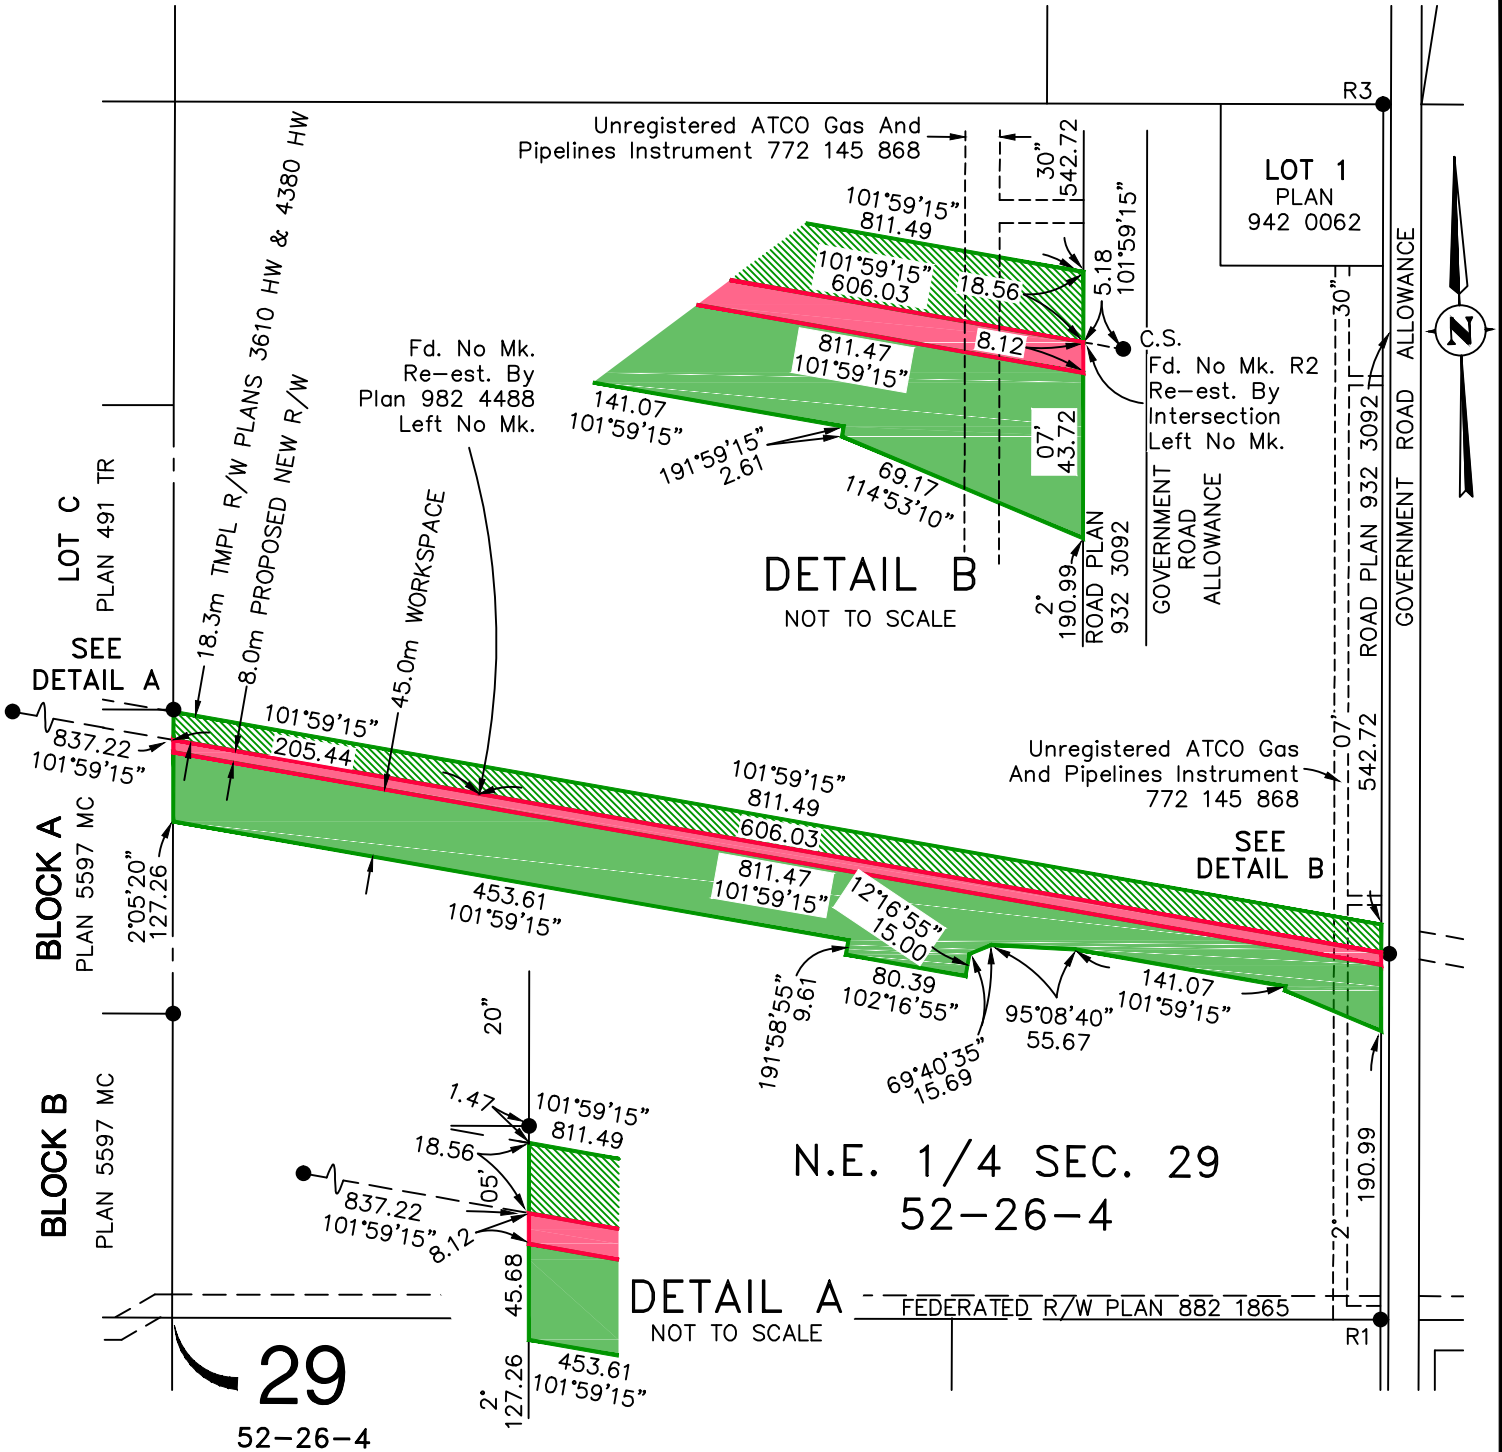 R3
Unregistered ATCO Gas And
Pipelines Instrument 772 145 868
30"
542.72
LOT 1
PLAN
942 0062
101°59'15"
811.49
101°59'15"
606.03
18.56
5.18
101°59'15"
8.12
C.S.
Fd. No Mk. R2
Re-est. By
Intersection
Left No Mk.
811.47
101°59'15"
141.07
101°59'15"
191°59'15"
2.61
69.17
114°53'10"
07'
43.72
2°
190.99
ROAD PLAN
932 3092
GOVERNMENT
ROAD
ALLOWANCE
DETAIL B
NOT TO SCALE
Fd. No Mk.
Re-est. By
Plan 982 4488
Left No Mk.
18.3m TMPL R/W PLANS 3610 HW & 4380 HW
8.0m PROPOSED NEW R/W
45.0m WORKSPACE
LOT C
PLAN 491 TR
SEE
DETAIL A
837.22
101°59'15"
101°59'15"
205.44
BLOCK A
PLAN 5597 MC
2°05'20"
127.26
453.61
101°59'15"
101°59'15"
811.49
606.03
811.47
101°59'15"
12°16'55"
15.00
80.39
102°16'55"
191°58'55"
9.61
69°40'35"
15.69
95°08'40"
55.67
141.07
101°59'15"
Unregistered ATCO Gas
And Pipelines Instrument
772 145 868
SEE
DETAIL B
30"
07'
2°
542.72
190.99
ROAD PLAN 932 3092
GOVERNMENT ROAD ALLOWANCE
N
BLOCK B
PLAN 5597 MC
20"
1.47
101°59'15"
811.49
18.56
05'
837.22
101°59'15"
8.12
45.68
2°
127.26
453.61
101°59'15"
DETAIL A
NOT TO SCALE
N.E. 1/4 SEC. 29
52-26-4
FEDERATED R/W PLAN 882 1865
R1
29
52-26-4